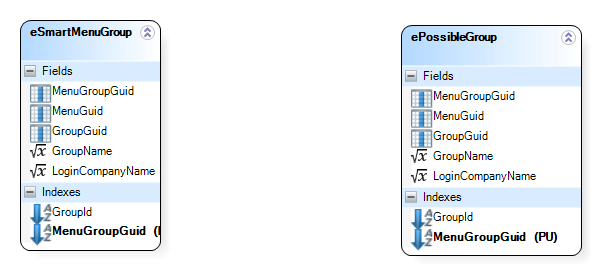 eSmartMenuGroup
Fields
MenuGroupGuid
MenuGuid
GroupGuid
GroupName
LoginCompanyName
Indexes
GroupId
MenuGroupGuid (
ePossibleGroup
Fields
MenuGroupGuid
MenuGuid
GroupGuid
GroupName
LoginCompanyName
Indexes
GroupId
MenuGroupGuid (PU)